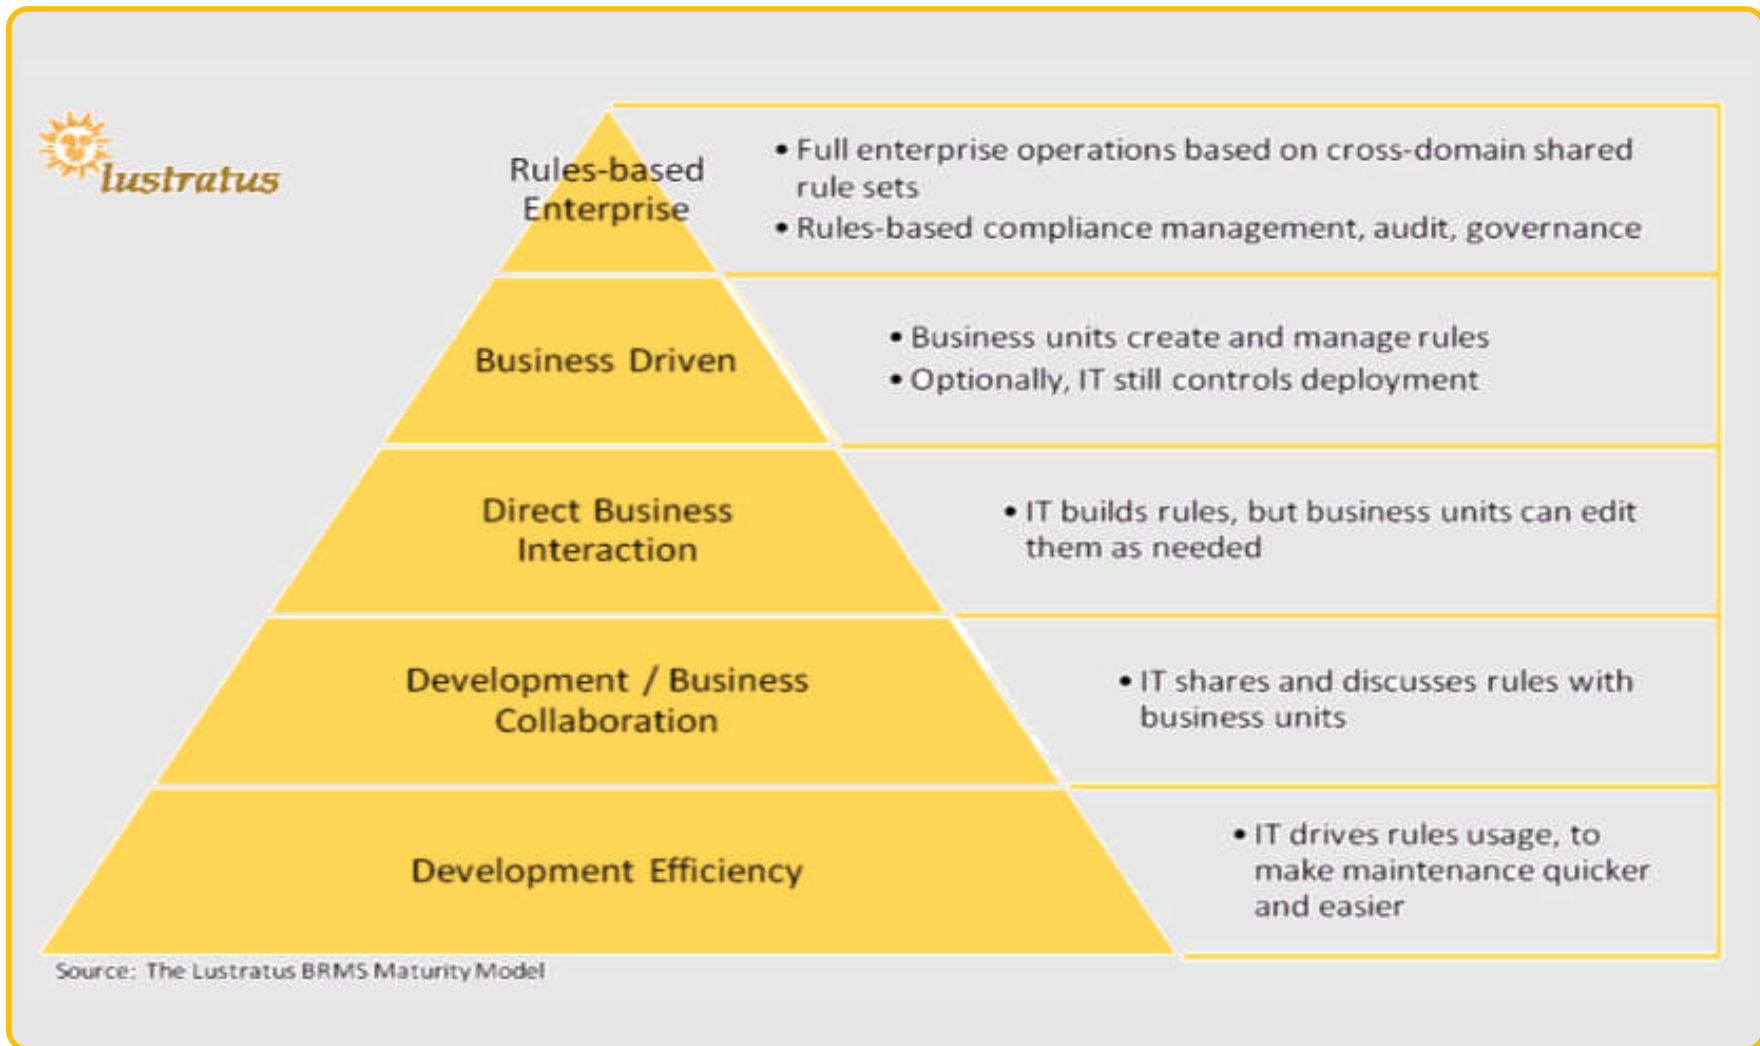 lustratus
Rules-based
Enterprise
• Full enterprise operations based on cross-domain shared
rule sets
• Rules-based compliance management, audit, governance
Business Driven
• Business units create and manage rules
• Optionally, IT still controls deployment
Direct Business
Interaction
• IT builds rules, but business units can edit
them as needed
Development / Business
Collaboration
• IT shares and discusses rules with
business units
Development Efficiency
• IT drives rules usage, to
make maintenance quicker
and easier
Source: The Lustratus BRMS Maturity Model